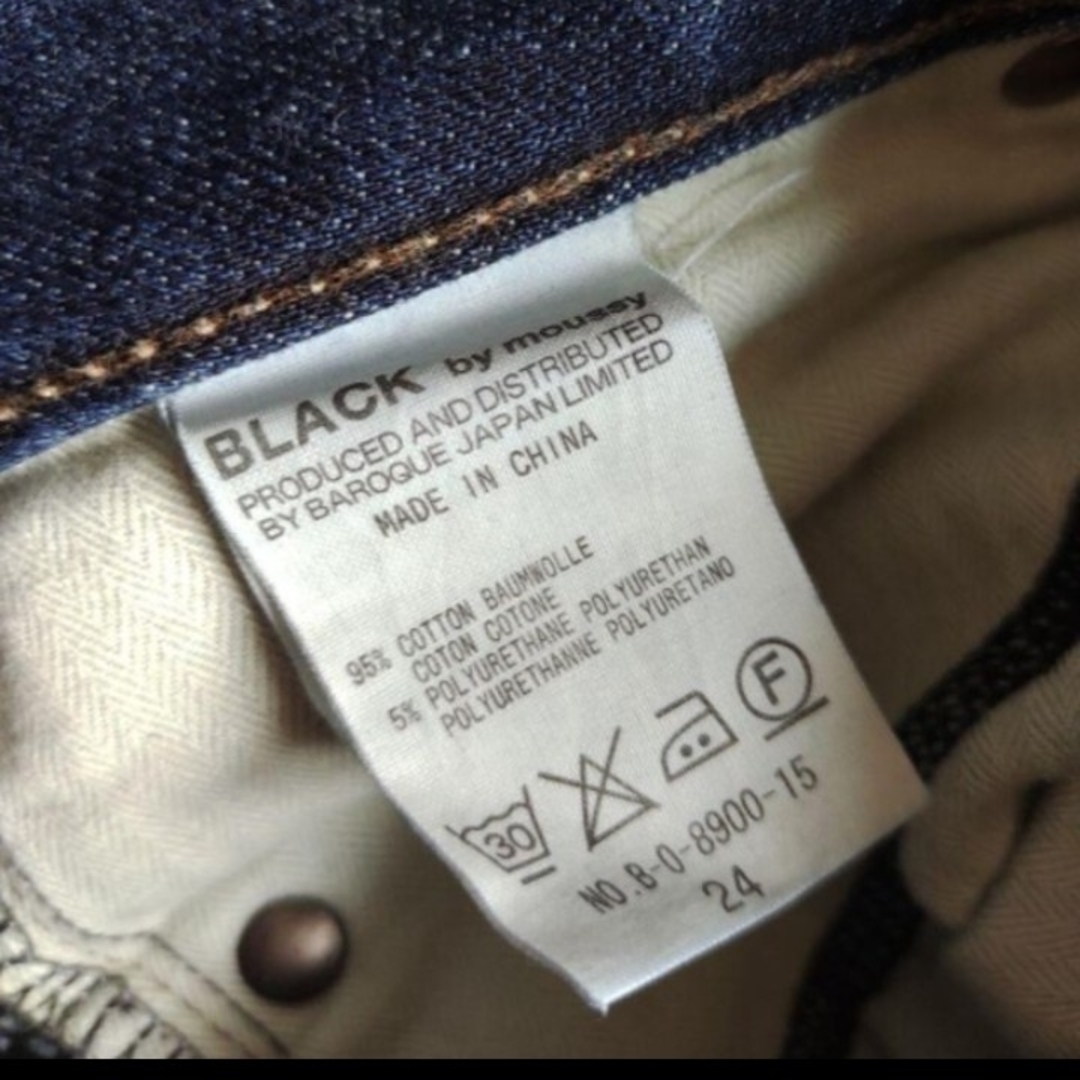 BLACK by moussy
PRODUCED AND DISTRIBUTED
BY BAROQUE JAPAN LIMITED
MADE IN CHINA
95% COTTON BAUMWOLLE
COTON COTONE
5% POLYURETHANE POLYURETHAN
POLYURETHANNE POLYURETANO
30
F
NO.B-0-8900-15
24